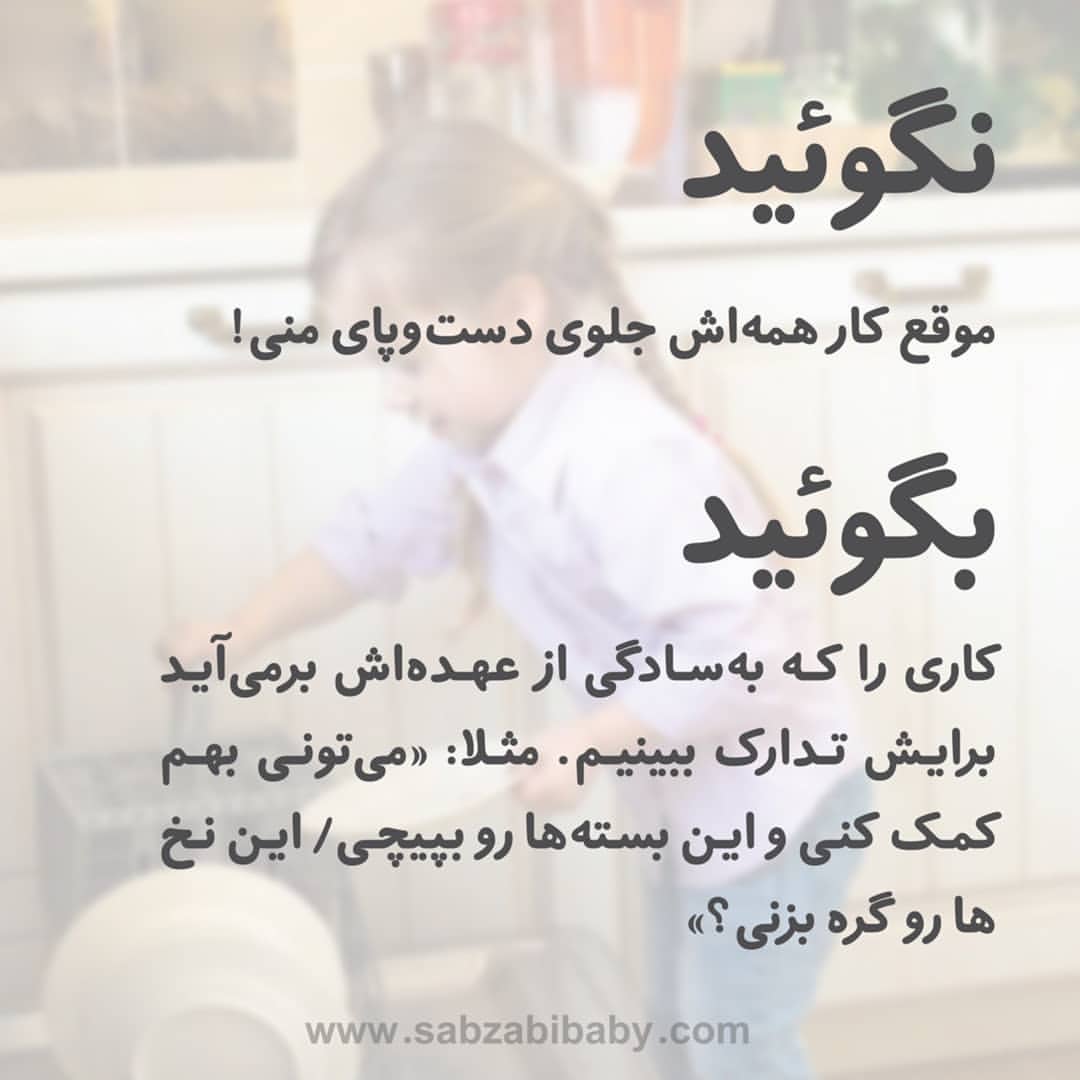 نگوئید
موقع کار همه‌اش جلوی دست‌وپای منی!
بگوئید
کاری را که به‌سادگی از عهده‌اش برمی‌آید
برایش تدارک ببینیم. مثلا: «می‌تونی بهم
کمک کنی و این بسته‌ها رو بپیچی/ این نخ
ها رو گره بزنی؟»
www.sabzabibaby.com